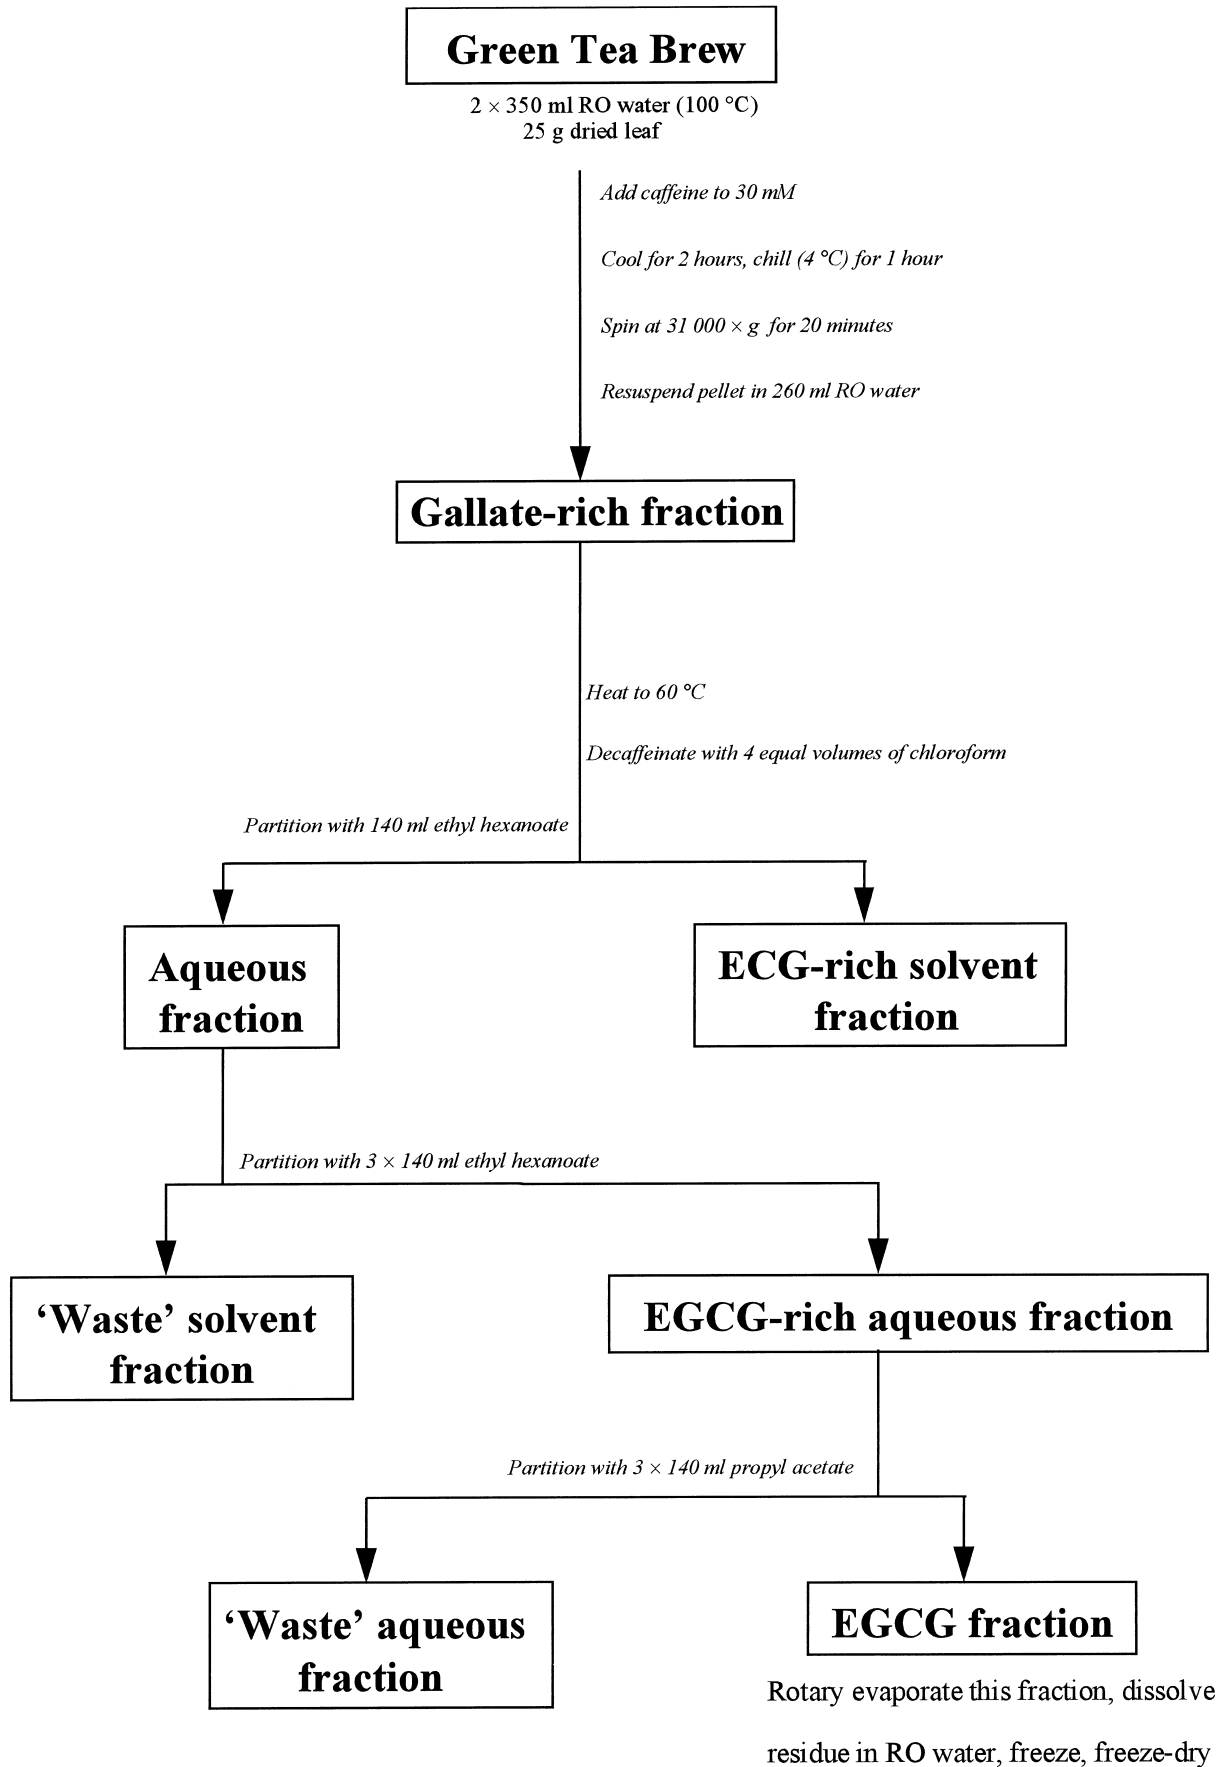 Green Tea Brew
2 × 350 ml RO water (100 °C)
25 g dried leaf
Add caffeine to 30 mM
Cool for 2 hours, chill (4 °C) for 1 hour
Spin at 31 000 × g for 20 minutes
Resuspend pellet in 260 ml RO water
Gallate-rich fraction
Heat to 60 °C
Decaffeinate with 4 equal volumes of chloroform
Partition with 140 ml ethyl hexanoate
Aqueous
fraction
ECG-rich solvent
fraction
Partition with 3 × 140 ml ethyl hexanoate
‘Waste’ solvent
fraction
EGCG-rich aqueous fraction
Partition with 3 × 140 ml propyl acetate
‘Waste’ aqueous
fraction
EGCG fraction
Rotary evaporate this fraction, dissolve
residue in RO water, freeze, freeze-dry